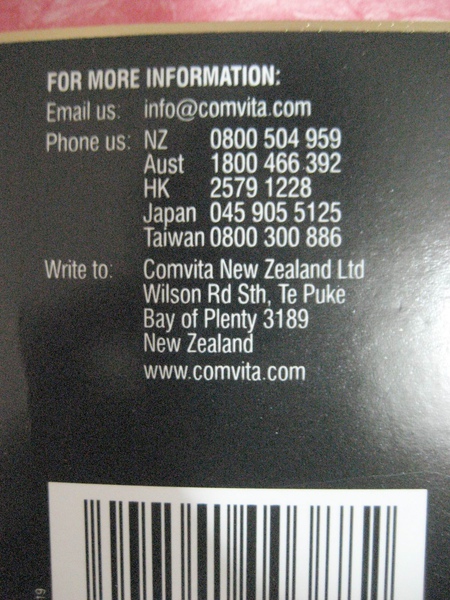 FOR MORE INFORMATION:
Email us: info@comvita.com
Phone us: NZ 0800 504 959
Aust 1800 466 392
HK 2579 1228
Japan 045 905 5125
Taiwan 0800 300 886
Write to: Comvita New Zealand Ltd
Wilson Rd Sth, Te Puke
Bay of Plenty 3189
New Zealand
www.comvita.com